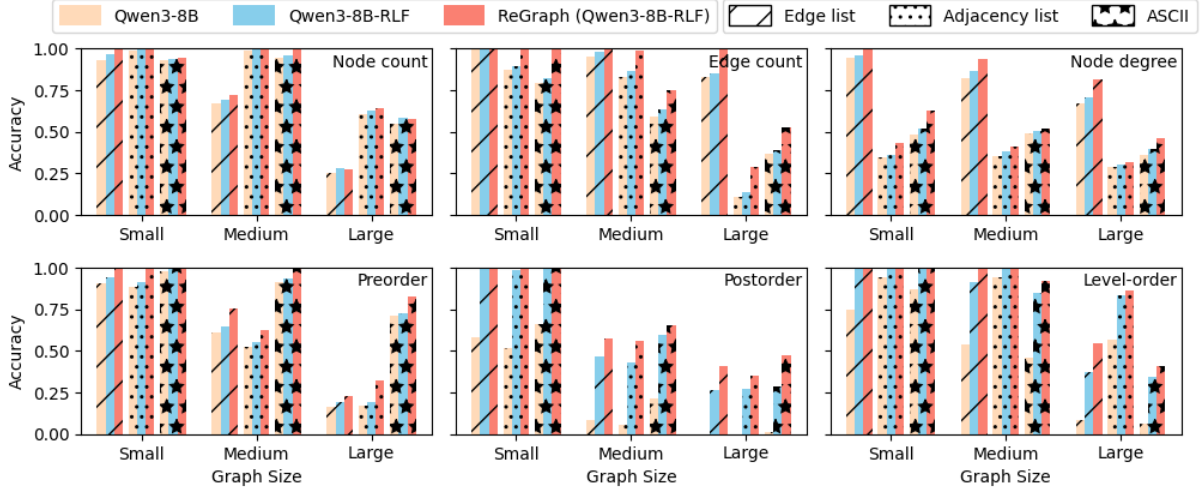 Qwen3-8B Qwen3-8B-RLF ReGraph (Qwen3-8B-RLF) Edge list Adjacency list ASCII
Node count
Edge count
Node degree
Accuracy
1.00
0.75
0.50
0.25
0.00
Small Medium Large
Small Medium Large
Small Medium Large
Preorder
Postorder
Level-order
Accuracy
1.00
0.75
0.50
0.25
0.00
Small Medium Large
Small Medium Large
Small Medium Large
Graph Size
Graph Size
Graph Size